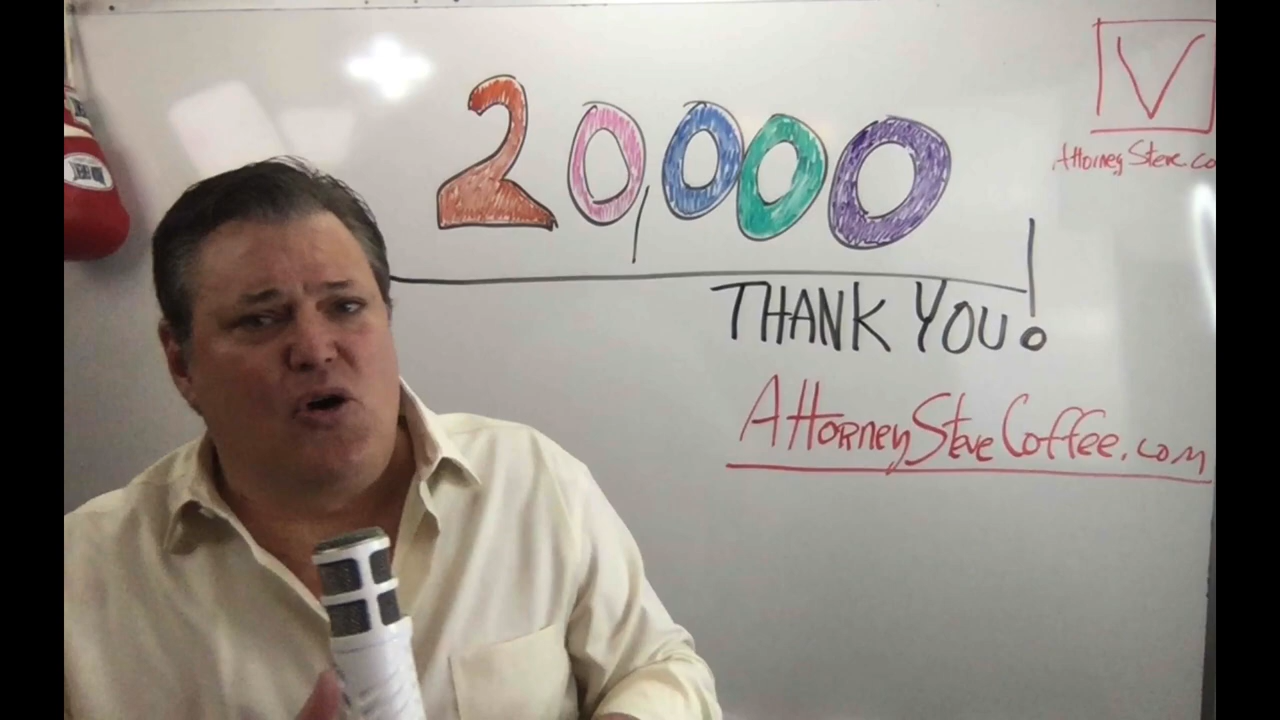 20,000
V
AttorneySteve.co
THANK YOU!
AttorneySteveCoffee.com